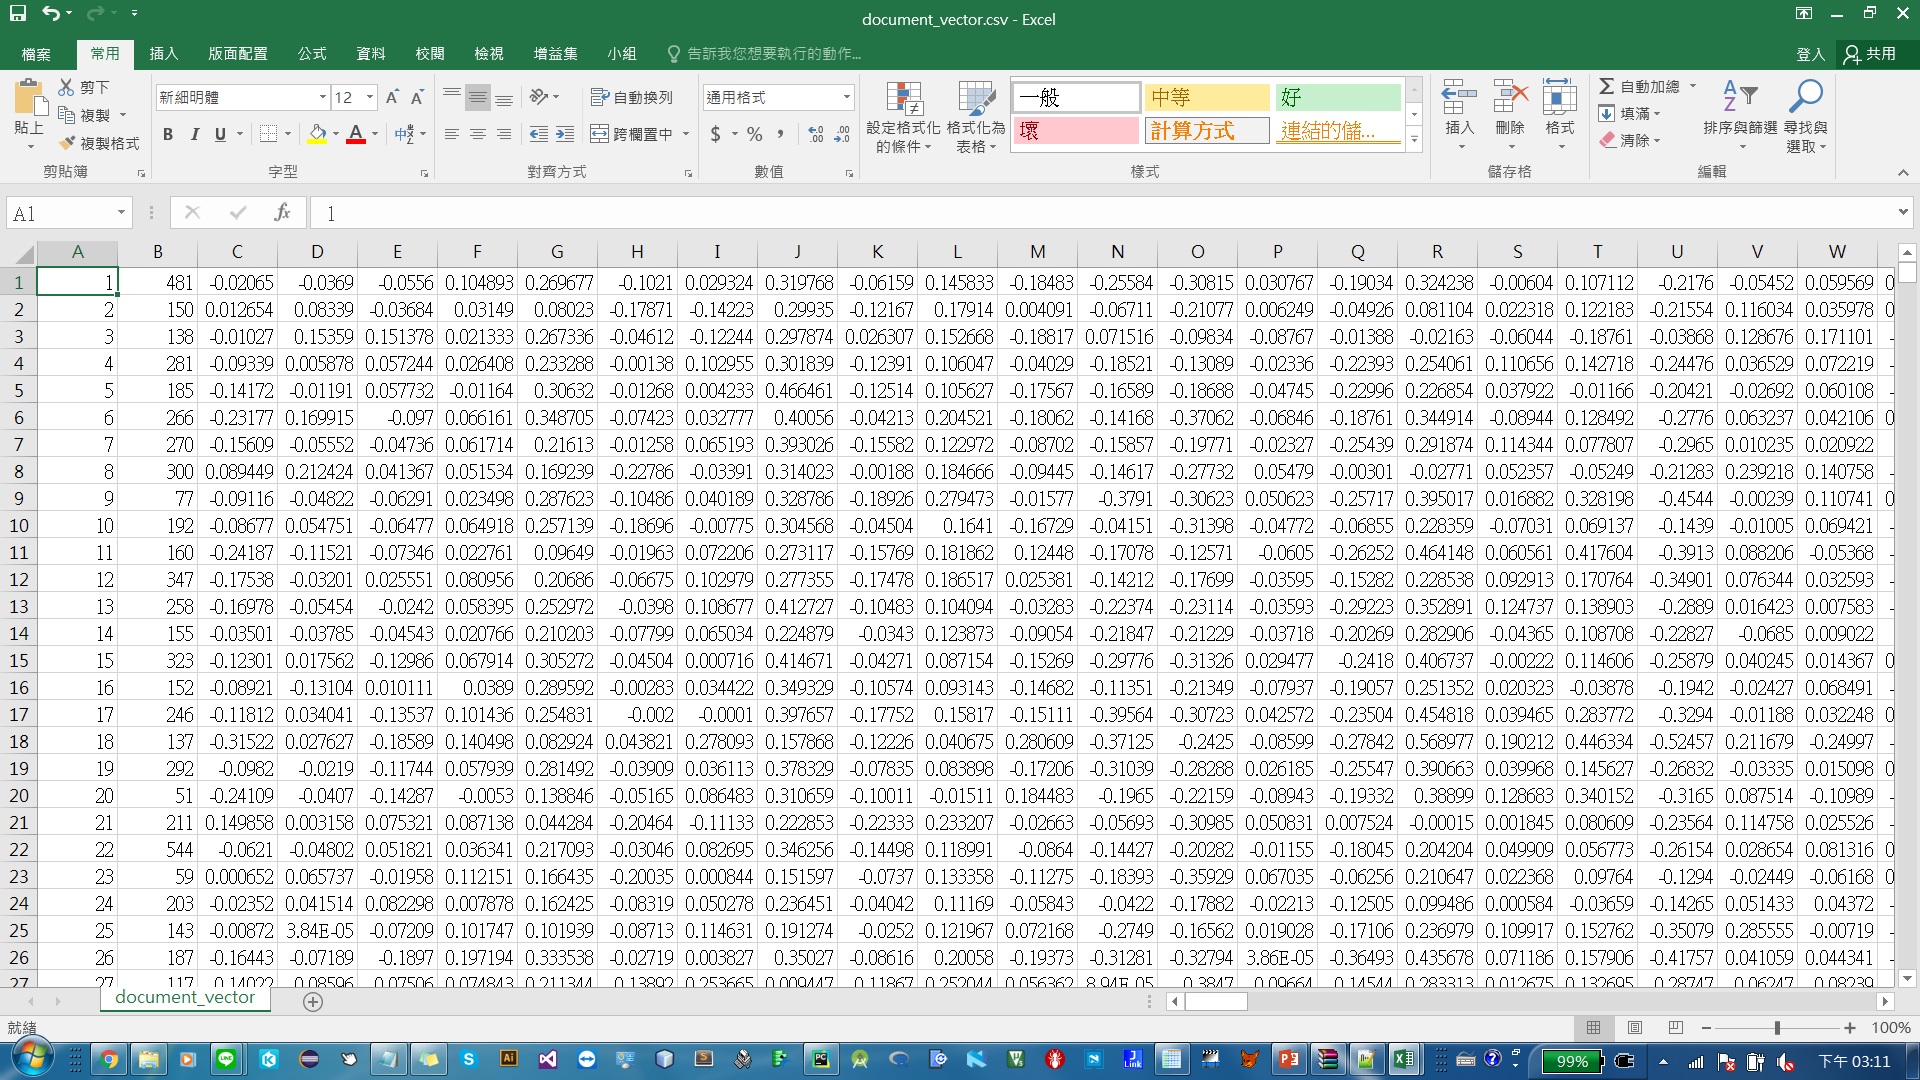 document_vector.csv - Excel
檔案 常用 插入 版面配置 公式 資料 校閱 檢視 增益集 小組 告訴我您想要執行的動作... 登入 共用
貼上 剪下 複製 複製格式 剪貼簿
新細明體 12 A A B I U A 中 字型
自動換列 跨欄置中 對齊方式
通用格式 $ % , 數值
設定格式化的條件 格式化為表格 一般 中等 好 壞 計算方式 連結的儲... 樣式
插入 刪除 格式 儲存格
自動加總 填滿 清除 排序與篩選 尋找與選取 編輯
A1 fx 1
A B C D E F G H I J K L M N O P Q R S T U V W
1 1 481 -0.02065 -0.0369 -0.0556 0.104893 0.269677 -0.1021 0.029324 0.319768 -0.06159 0.145833 -0.18483 -0.25584 -0.30815 0.030767 -0.19034 0.324238 -0.00604 0.107112 -0.2176 -0.05452 0.059569 0
2 2 150 0.012654 0.08339 -0.03684 0.03149 0.08023 -0.17871 -0.14223 0.29935 -0.12167 0.17914 0.004091 -0.06711 -0.21077 0.006249 -0.04926 0.081104 0.022318 0.122183 -0.21554 0.116034 0.035978 0
3 3 138 -0.01027 0.15359 0.151378 0.021333 0.267336 -0.04612 -0.12244 0.297874 0.026307 0.152668 -0.18817 0.071516 -0.09834 -0.08767 -0.01388 -0.02163 -0.06044 -0.18761 -0.03868 0.128676 0.171101 -
4 4 281 -0.09339 0.005878 0.057244 0.026408 0.233288 -0.00138 0.102955 0.301839 -0.12391 0.106047 -0.04029 -0.18521 -0.13089 -0.02336 -0.22393 0.254061 0.110656 0.142718 -0.24476 0.036529 0.072219 -
5 5 185 -0.14172 -0.01191 0.057732 -0.01164 0.30632 -0.01268 0.004233 0.466461 -0.12514 0.105627 -0.17567 -0.16589 -0.18688 -0.04745 -0.22996 0.226854 0.037922 -0.01166 -0.20421 -0.02692 0.060108 -
6 6 266 -0.23177 0.169915 -0.097 0.066161 0.348705 -0.07423 0.032777 0.40056 -0.04213 0.204521 -0.18062 -0.14168 -0.37062 -0.06846 -0.18761 0.344914 -0.08944 0.128492 -0.2776 0.063237 0.042106 0
7 7 270 -0.15609 -0.05552 -0.04736 0.061714 0.21613 -0.01258 0.065193 0.393026 -0.15582 0.122972 -0.08702 -0.15857 -0.19771 -0.02327 -0.25439 0.291874 0.114344 0.077807 -0.2965 0.010235 0.020922
8 8 300 0.089449 0.212424 0.041367 0.051534 0.169239 -0.22786 -0.03391 0.314023 -0.00188 0.184666 -0.09445 -0.14617 -0.27732 0.05479 -0.00301 -0.02771 0.052357 -0.05249 -0.21283 0.239218 0.140758 -
9 9 77 -0.09116 -0.04822 -0.06291 0.023498 0.287623 -0.10486 0.040189 0.328786 -0.18926 0.279473 -0.01577 -0.3791 -0.30623 0.050623 -0.25717 0.395017 0.016882 0.328198 -0.4544 -0.00239 0.110741 0
10 10 192 -0.08677 0.054751 -0.06477 0.064918 0.257139 -0.18696 -0.00775 0.304568 -0.04504 0.1641 -0.16729 -0.04151 -0.31398 -0.04772 -0.06855 0.228359 -0.07031 0.069137 -0.1439 -0.01005 0.069421 -
11 11 160 -0.24187 -0.11521 -0.07346 0.022761 0.09649 -0.01963 0.072206 0.273117 -0.15769 0.181862 0.12448 -0.17078 -0.12571 -0.0605 -0.26252 0.464148 0.060561 0.417604 -0.3913 0.088206 -0.05368 -
12 12 347 -0.17538 -0.03201 0.025551 0.080956 0.20686 -0.06675 0.102979 0.277355 -0.17478 0.186517 0.025381 -0.14212 -0.17699 -0.03595 -0.15282 0.228538 0.092913 0.170764 -0.34901 0.076344 0.032593 -
13 13 258 -0.16978 -0.05454 -0.0242 0.058395 0.252972 -0.0398 0.108677 0.412727 -0.10483 0.104094 -0.03283 -0.22374 -0.23114 -0.03593 -0.29223 0.352891 0.124737 0.138903 -0.2889 0.016423 0.007583 -
14 14 155 -0.03501 -0.03785 -0.04543 0.020766 0.210203 -0.07799 0.065034 0.224879 -0.0343 0.123873 -0.09054 -0.21847 -0.21229 -0.03718 -0.20269 0.282906 -0.04365 0.108708 -0.22827 -0.0685 0.009022
15 15 323 -0.12301 0.017562 -0.12986 0.067914 0.305272 -0.04504 0.000716 0.414671 -0.04271 0.087154 -0.15269 -0.29776 -0.31326 0.029477 -0.2418 0.406737 -0.00222 0.114606 -0.25879 0.040245 0.014367 0
16 16 152 -0.08921 -0.13104 0.010111 0.0389 0.289592 -0.00283 0.034422 0.349329 -0.10574 0.093143 -0.14682 -0.11351 -0.21349 -0.07937 -0.19057 0.251352 0.020323 -0.03878 -0.1942 -0.02427 0.068491 -
17 17 246 -0.11812 0.034041 -0.13537 0.101436 0.254831 -0.002 -0.0001 0.397657 -0.17752 0.15817 -0.15111 -0.39564 -0.30723 0.042572 -0.23504 0.454818 0.039465 0.283772 -0.3294 -0.01188 0.032248 0
18 18 137 -0.31522 0.027627 -0.18589 0.140498 0.082924 0.043821 0.278093 0.157868 -0.12226 0.040675 0.280609 -0.37125 -0.2425 -0.08599 -0.27842 0.568977 0.190212 0.446334 -0.52457 0.211679 -0.24997 -
19 19 292 -0.0982 -0.0219 -0.11744 0.057939 0.281492 -0.03909 0.036113 0.378329 -0.07835 0.083898 -0.17206 -0.31039 -0.28288 0.026185 -0.25547 0.390663 0.039968 0.145627 -0.26832 -0.03335 0.015098 0
20 20 51 -0.24109 -0.0407 -0.14287 -0.0053 0.138846 -0.05165 0.086483 0.310659 -0.10011 -0.01511 0.184483 -0.1965 -0.22159 -0.08943 -0.19332 0.38899 0.128683 0.340152 -0.3165 0.087514 -0.10989 -
21 21 211 0.149858 0.003158 0.075321 0.087138 0.044284 -0.20464 -0.11133 0.222853 -0.22333 0.233207 -0.02663 -0.05693 -0.30985 0.050831 0.007524 -0.00015 0.001845 0.080609 -0.23564 0.114758 0.025526 -
22 22 544 -0.0621 -0.04802 0.051821 0.036341 0.217093 -0.03046 0.082695 0.346256 -0.14498 0.118991 -0.0864 -0.14427 -0.20282 -0.01155 -0.18045 0.204204 0.049909 0.056773 -0.26154 0.028654 0.081316 0
23 23 59 0.000652 0.065737 -0.01958 0.112151 0.166435 -0.20035 0.000844 0.151597 -0.0737 0.133358 -0.11275 -0.18393 -0.35929 0.067035 -0.06256 0.210647 0.022368 0.09764 -0.1294 -0.02449 -0.06168 0
24 24 203 -0.02352 0.041514 0.082298 0.007878 0.162425 -0.08319 0.050278 0.236451 -0.04042 0.11169 -0.05843 -0.0422 -0.17882 -0.02213 -0.12505 0.099486 0.000584 -0.03659 -0.14265 0.051433 0.04372 -
25 25 143 -0.00872 3.84E-05 -0.07209 0.101747 0.101939 -0.08713 0.114631 0.191274 -0.0252 0.121967 0.072168 -0.2749 -0.16562 0.019028 -0.17106 0.236979 0.109917 0.152762 -0.35079 0.285555 -0.00719 -
26 26 187 -0.16443 -0.07189 -0.1897 0.197194 0.333538 -0.02719 0.003827 0.35027 -0.08616 0.20058 -0.19373 -0.31281 -0.32794 3.86E-05 -0.36493 0.435678 0.071186 0.157906 -0.41757 0.041059 0.044341 -
27 27 117
document_vector
就緒 100%
99% 下午 03:11